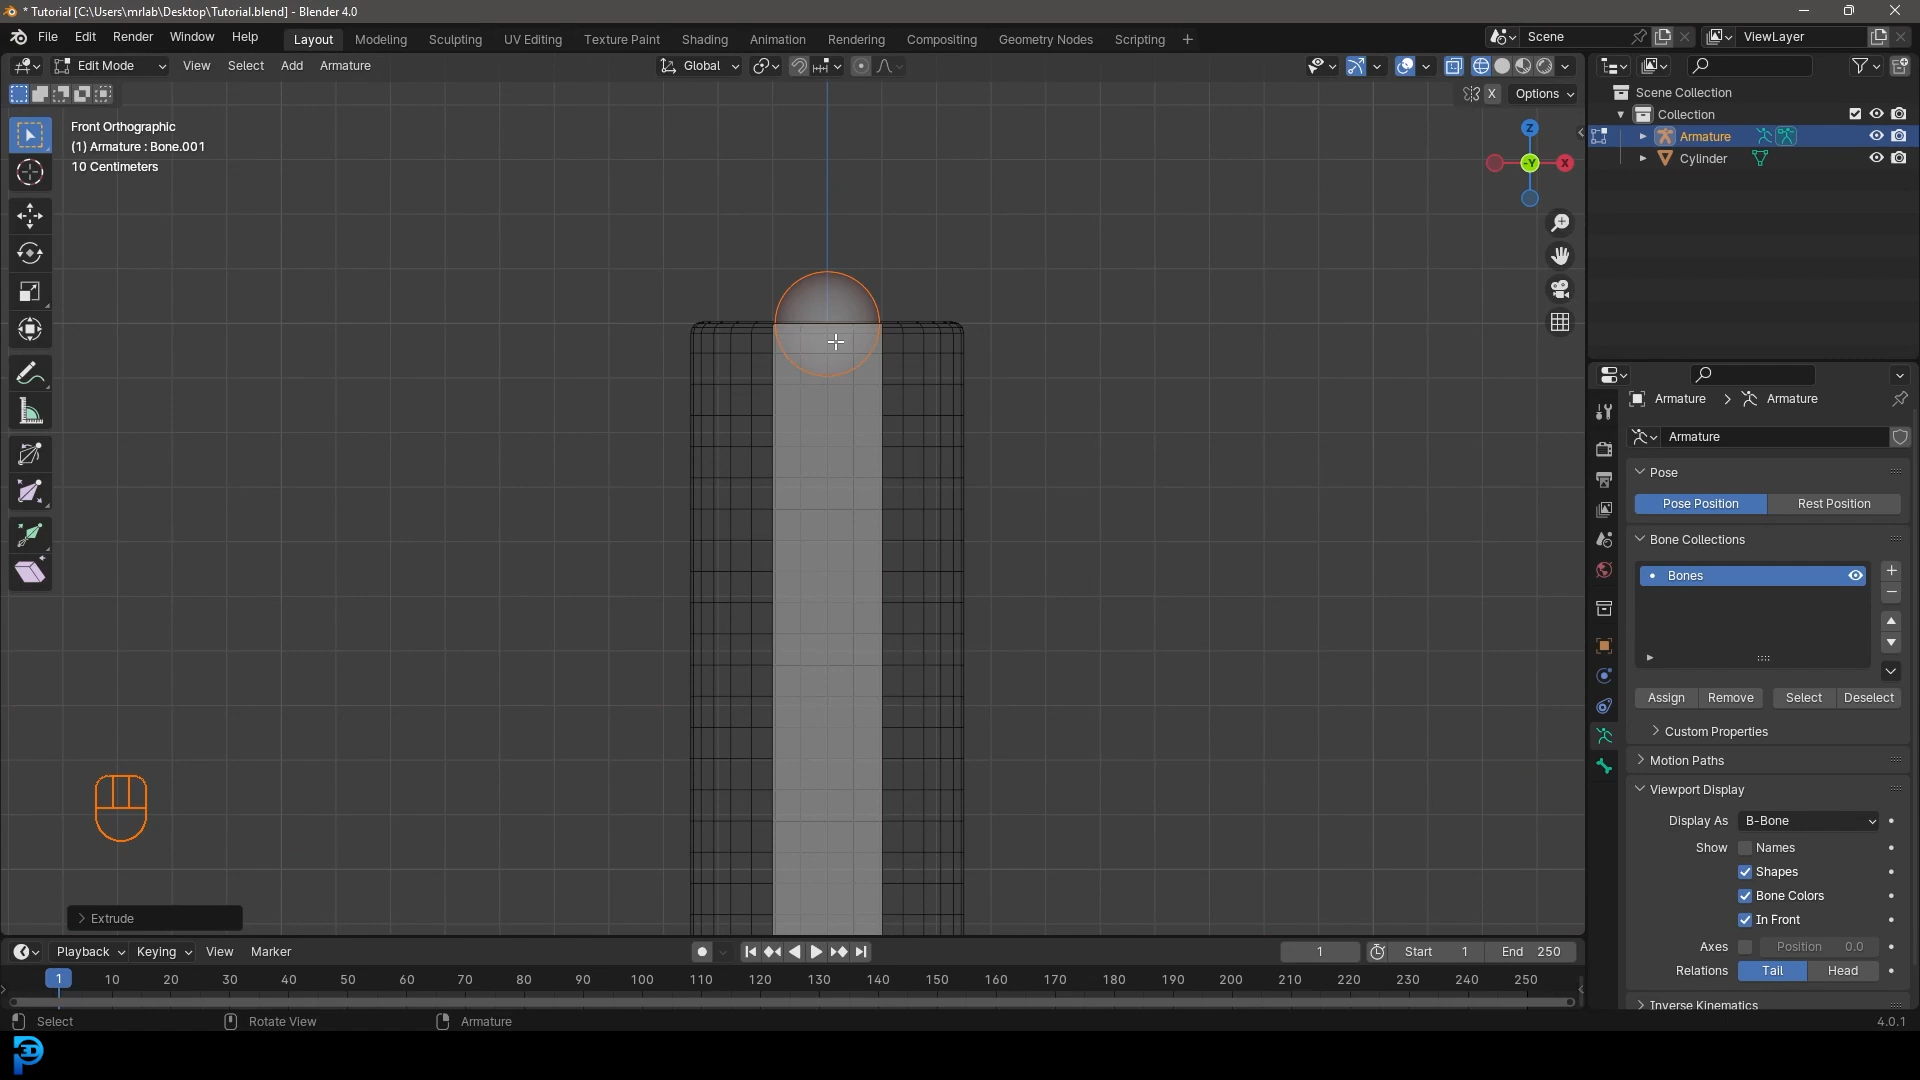 * Tutorial [C:\Users\mrlab\Desktop\Tutorial.blend] - Blender 4.0
File Edit Render Window Help Layout Modeling Sculpting UV Editing Texture Paint Shading Animation Rendering Compositing Geometry Nodes Scripting + Scene ViewLayer
Edit Mode View Select Add Armature Global
X Options
Front Orthographic
(1) Armature : Bone.001
10 Centimeters
Z
-Y X
Scene Collection
Collection
Armature
Cylinder
Armature > Armature
Armature
Pose
Pose Position Rest Position
Bone Collections
Bones
Assign Remove Select Deselect
Custom Properties
Motion Paths
Viewport Display
Display As B-Bone
Show Names
Shapes
Bone Colors
In Front
Axes Position 0.0
Relations Tail Head
Inverse Kinematics
Extrude
Playback Keying View Marker 1 Start 1 End 250
1 10 20 30 40 50 60 70 80 90 100 110 120 130 140 150 160 170 180 190 200 210 220 230 240 250
Select Rotate View Armature 4.0.1
3D